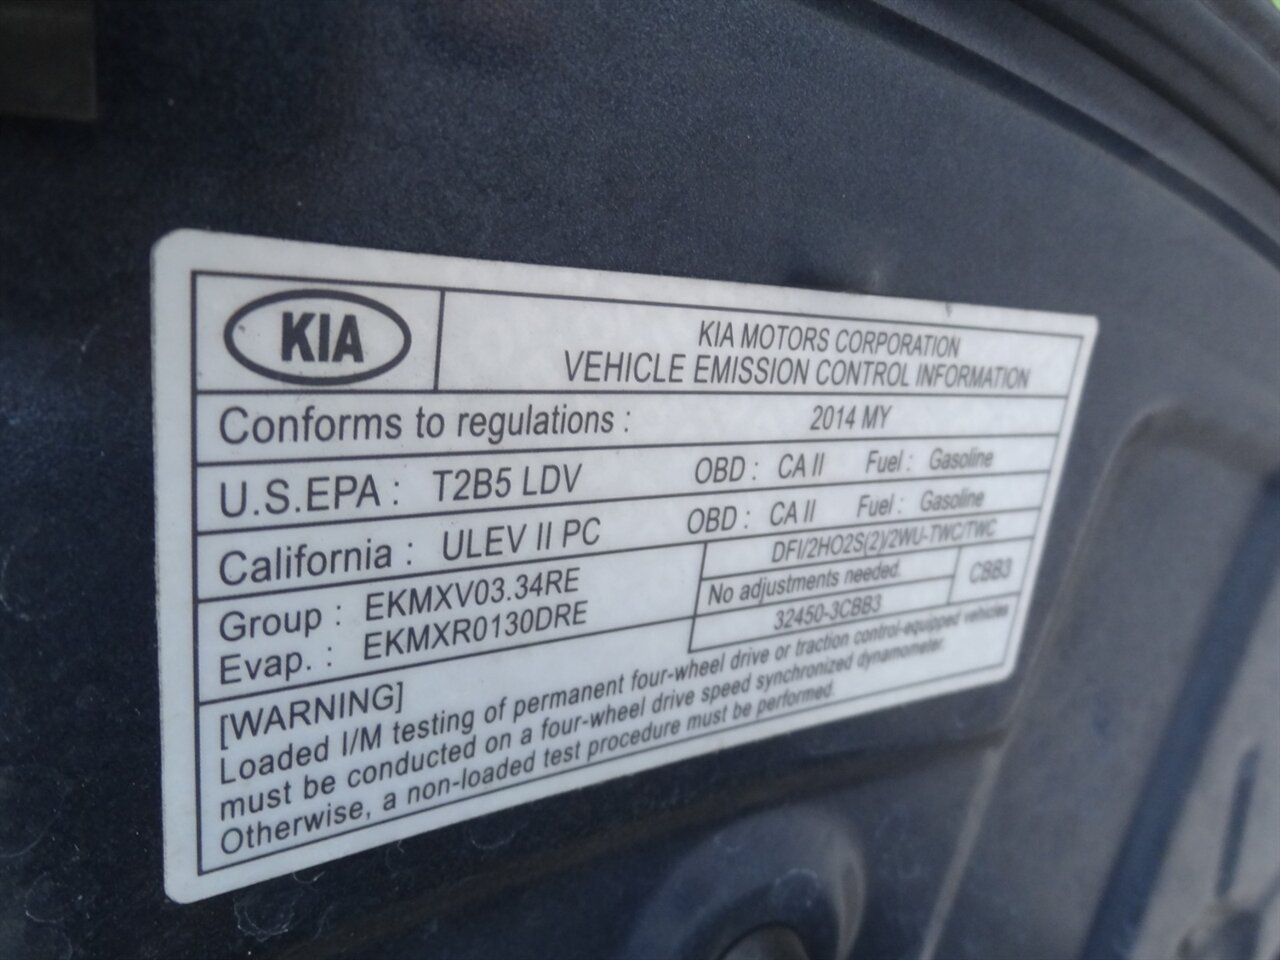 KIA
KIA MOTORS CORPORATION
VEHICLE EMISSION CONTROL INFORMATION
Conforms to regulations : 2014 MY
U.S.EPA : T2B5 LDV OBD : CA II Fuel : Gasoline
California : ULEV II PC OBD : CA II Fuel : Gasoline
Group : EKMXV03.34RE
Evap. : EKMXR0130DRE
DFI/2HO2S(2)/2WU-TWC/TWC
No adjustments needed.
CBB3
32450-3CBB3
[WARNING]
Loaded I/M testing of permanent four-wheel drive or traction control-equipped vehicles
must be conducted on a four-wheel drive speed synchronized dynamometer.
Otherwise, a non-loaded test procedure must be performed.